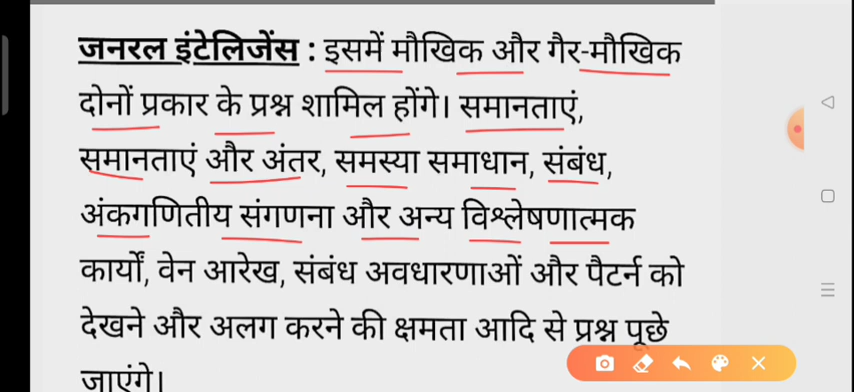 जनरल इंटेलिजेंस : इसमें मौखिक और गैर-मौखिक
दोनों प्रकार के प्रश्न शामिल होंगे। समानताएं,
समानताएं और अंतर, समस्या समाधान, संबंध,
अंकगणितीय संगणना और अन्य विश्लेषणात्मक
कार्यों, वेन आरेख, संबंध अवधारणाओं और पैटर्न को
देखने और अलग करने की क्षमता आदि से प्रश्न पूछे
जाएंगे।